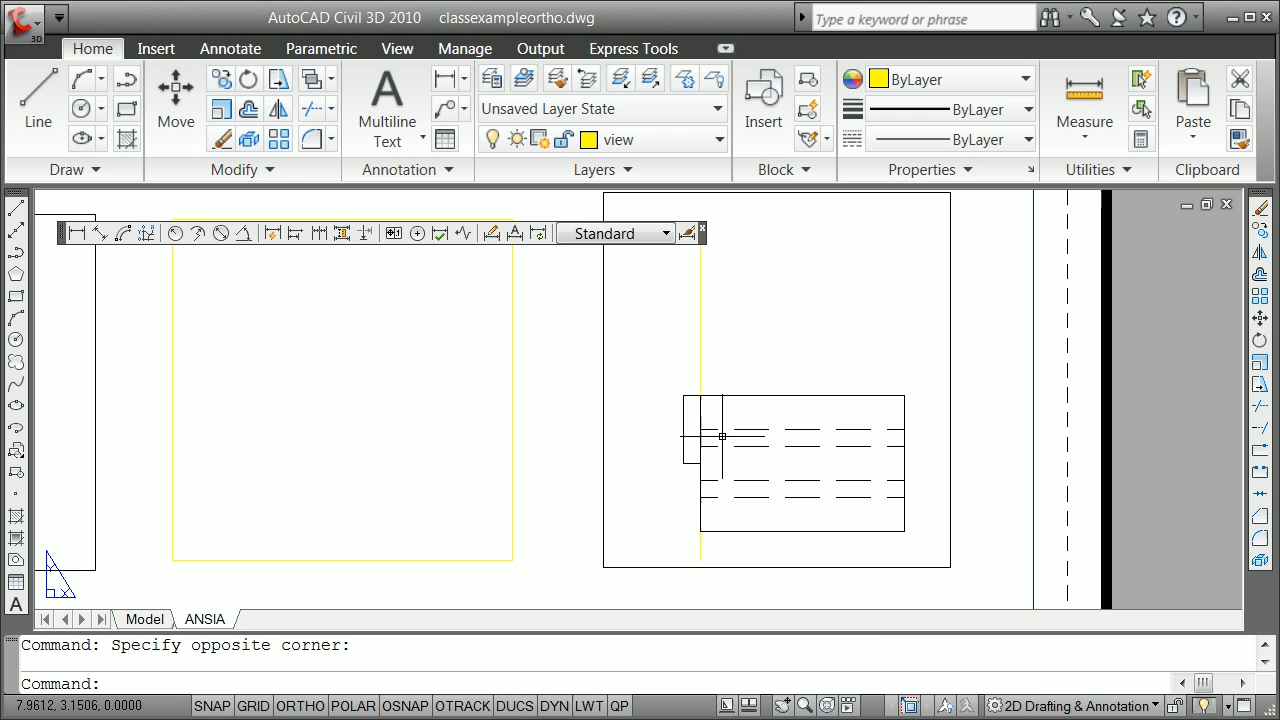 AutoCAD Civil 3D 2010 classexampleortho.dwg
Type a keyword or phrase
3D
Home Insert Annotate Parametric View Manage Output Express Tools
Line
Move
Multiline
Text
Unsaved Layer State
view
Insert
ByLayer
ByLayer
ByLayer
Measure
Paste
Draw Modify Annotation Layers Block Properties Utilities Clipboard
Standard
Model ANSIA
Command: Specify opposite corner:
Command:
7.9612, 3.1506, 0.0000 SNAP GRID ORTHO POLAR OSNAP OTRACK DUCS DYN LWT QP 2D Drafting & Annotation